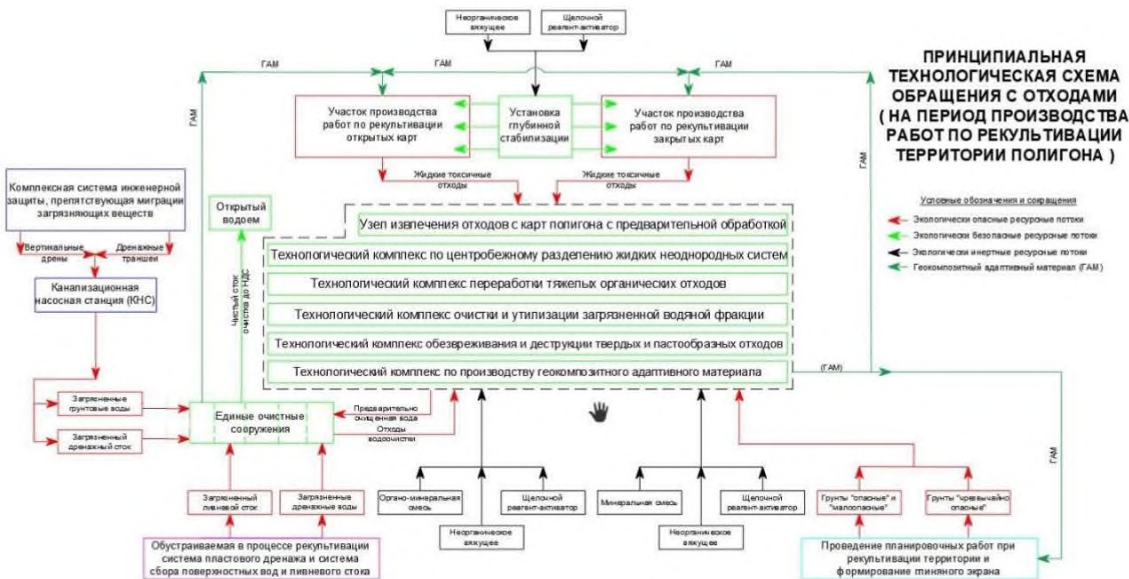 Неорганическое
вяжущее
Щелочной
реагент-активатор
ПРИНЦИПИАЛЬНАЯ
ТЕХНОЛОГИЧЕСКАЯ СХЕМА
ОБРАЩЕНИЯ С ОТХОДАМИ
( НА ПЕРИОД ПРОИЗВОДСТВА
РАБОТ ПО РЕКУЛЬТИВАЦИИ
ТЕРРИТОРИИ ПОЛИГОНА )
ГАМ
ГАМ
ГАМ
ГАМ
ГАМ
Участок производства
работ по рекультивации
открытых карт
Установка
глубинной
стабилизации
Участок производства
работ по рекультивации
закрытых карт
Жидкие токсичные
отходы
Жидкие токсичные
отходы
Условные обозначения и сокращения
Экологически опасные ресурсные потоки
Экологически безопасные ресурсные потоки
Экологически инертные ресурсные потоки
Геокомпозитный адаптивный материал (ГАМ)
Комплексная система инженерной
защиты, препятствующая миграции
загрязняющих веществ
Вертикальные
дрены
Дренажные
траншеи
Канализационная
насосная станция (КНС)
Открытый
водоем
Чистый сток
очистка до НДС
Узел извлечения отходов с карт полигона с предварительной обработкой
Технологический комплекс по центробежному разделению жидких неоднородных систем
Технологический комплекс переработки тяжелых органических отходов
Технологический комплекс очистки и утилизации загрязненной водяной фракции
Технологический комплекс обезвреживания и деструкции твердых и пастообразных отходов
Технологический комплекс по производству геокомпозитного адаптивного материала
(ГАМ)
ГАМ
Загрязненные
грунтовые воды
Загрязненный
дренажный сток
Единые очистные
сооружения
Предварительно
очищенная вода
Отходы
водоочистки
Загрязненный
ливневой сток
Загрязненные
дренажные воды
Органо-минеральная
смесь
Неорганическое
вяжущее
Щелочной
реагент-активатор
Минеральная смесь
Неорганическое
вяжущее
Щелочной
реагент-активатор
Грунты "опасные" и
"малоопасные"
Грунты "чрезвычайно
опасные"
Обустраиваемая в процессе рекультивации
система пластового дренажа и система
сбора поверхностных вод и ливневого стока
Проведение планировочных работ при
рекультивации территории и
формирование глиняного экрана